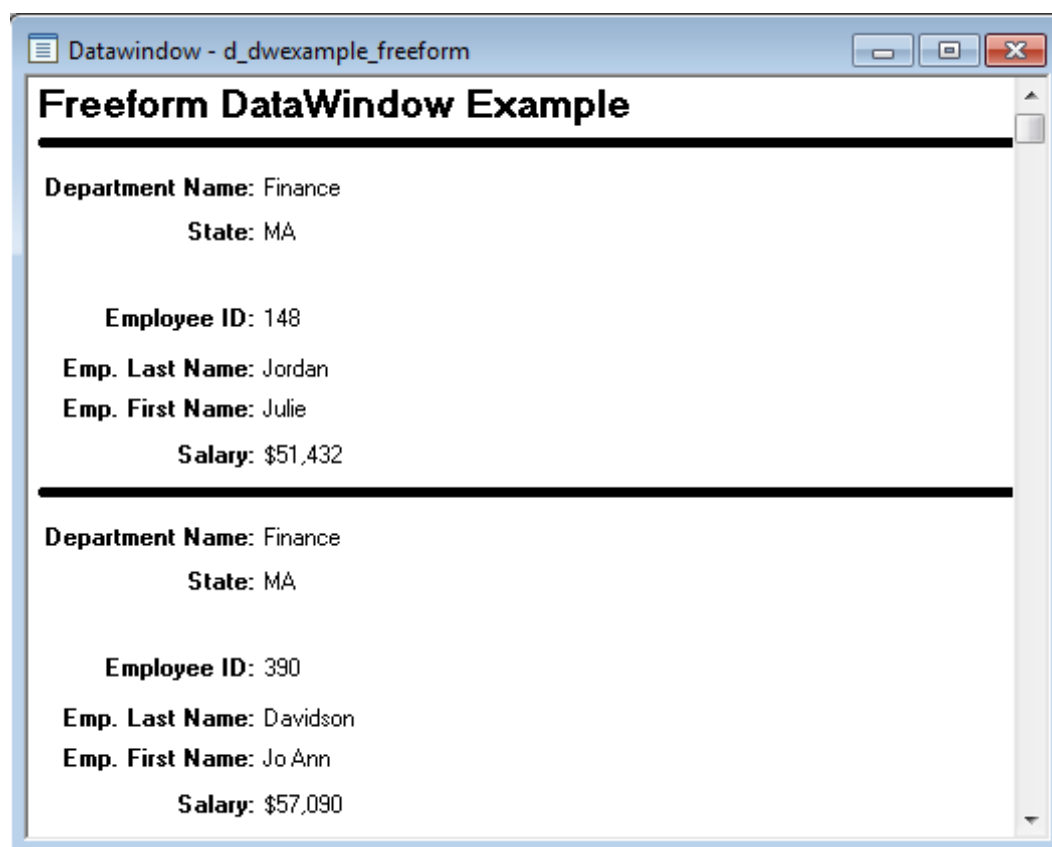 Datawindow - d_dwexample_freeform
Freeform DataWindow Example
Department Name: Finance
State: MA
Employee ID: 148
Emp. Last Name: Jordan
Emp. First Name: Julie
Salary: $51,432
Department Name: Finance
State: MA
Employee ID: 390
Emp. Last Name: Davidson
Emp. First Name: Jo Ann
Salary: $57,090